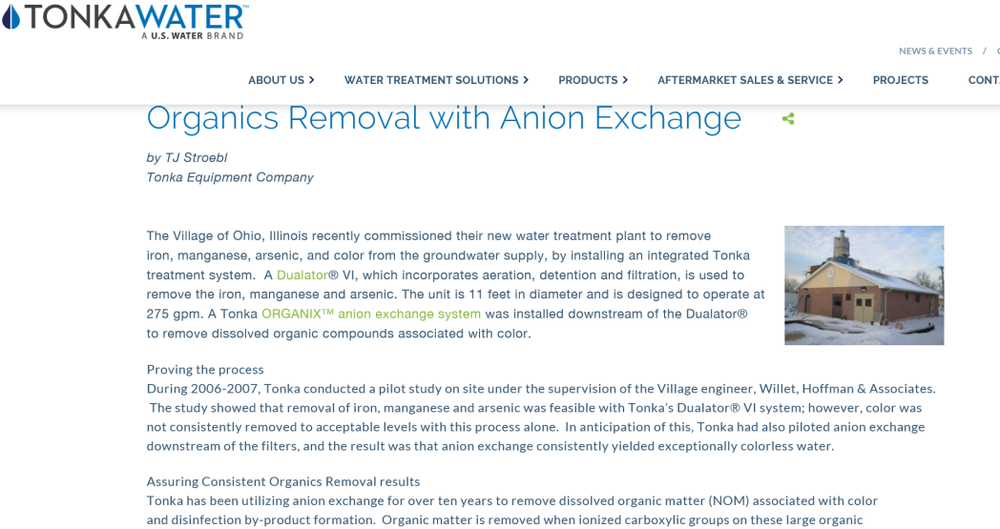 TONKAWATER™
A U.S. WATER BRAND
NEWS & EVENTS /
ABOUT US WATER TREATMENT SOLUTIONS PRODUCTS AFTERMARKET SALES & SERVICE PROJECTS CONT
Organics Removal with Anion Exchange
by TJ Stroebl
Tonka Equipment Company
The Village of Ohio, Illinois recently commissioned their new water treatment plant to remove
iron, manganese, arsenic, and color from the groundwater supply, by installing an integrated Tonka
treatment system. A Dualator® VI, which incorporates aeration, detention and filtration, is used to
remove the iron, manganese and arsenic. The unit is 11 feet in diameter and is designed to operate at
275 gpm. A Tonka ORGANIX™ anion exchange system was installed downstream of the Dualator®
to remove dissolved organic compounds associated with color.
Proving the process
During 2006-2007, Tonka conducted a pilot study on site under the supervision of the Village engineer, Willet, Hoffman & Associates.
The study showed that removal of iron, manganese and arsenic was feasible with Tonka's Dualator® VI system; however, color was
not consistently removed to acceptable levels with this process alone. In anticipation of this, Tonka had also piloted anion exchange
downstream of the filters, and the result was that anion exchange consistently yielded exceptionally colorless water.
Assuring Consistent Organics Removal results
Tonka has been utilizing anion exchange for over ten years to remove dissolved organic matter (NOM) associated with color
and disinfection by-product formation. Organic matter is removed when ionized carboxylic groups on these large organic